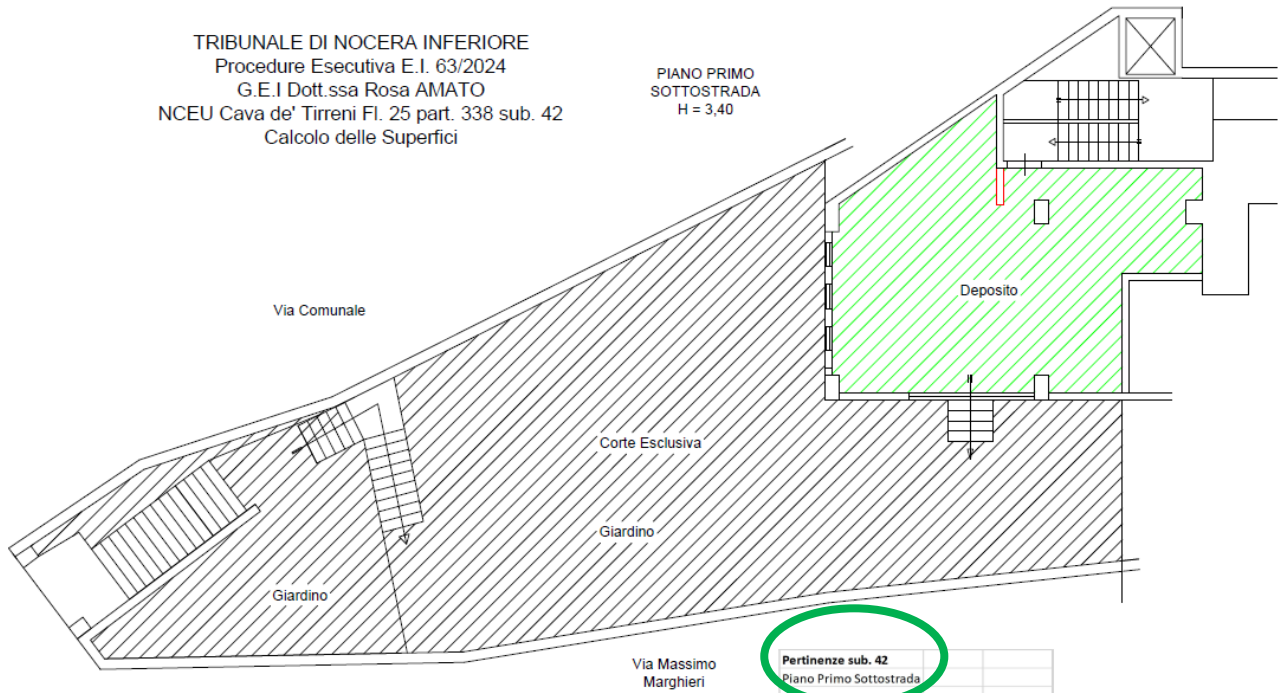 TRIBUNALE DI NOCERA INFERIORE
Procedure Esecutiva E.I. 63/2024
G.E.I Dott.ssa Rosa AMATO
NCEU Cava de' Tirreni Fl. 25 part. 338 sub. 42
Calcolo delle Superfici
PIANO PRIMO
SOTTOSTRADA
H = 3,40
Via Comunale
Deposito
Corte Esclusiva
Giardino
Giardino
Via Massimo
Marghieri
Pertinenze sub. 42
Piano Primo Sottostrada